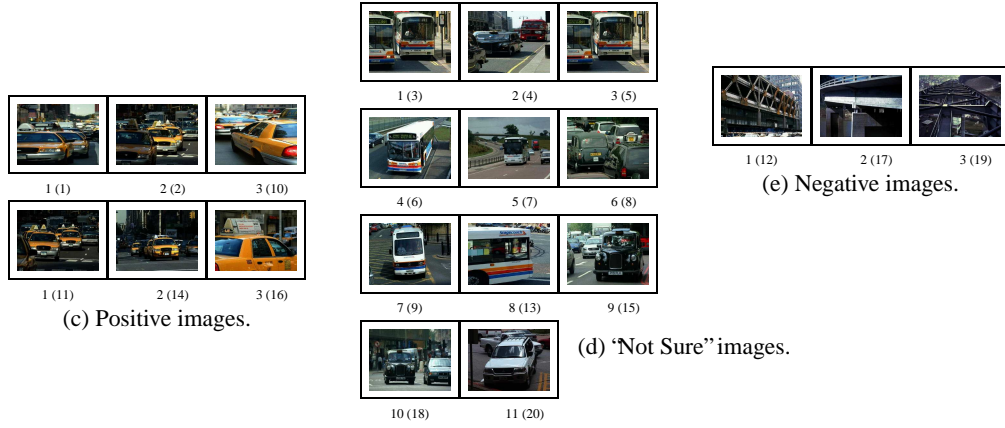 1 (1) 2 (2) 3 (10)
1 (11) 2 (14) 3 (16)
(c) Positive images.
1 (3) 2 (4) 3 (5)
4 (6) 5 (7) 6 (8)
7 (9) 8 (13) 9 (15)
10 (18) 11 (20)
(d) “Not Sure” images.
1 (12) 2 (17) 3 (19)
(e) Negative images.